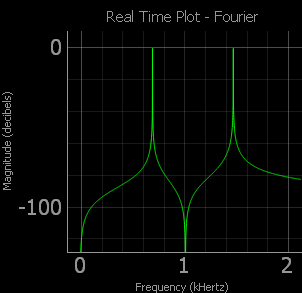 Real Time Plot - Fourier
0
Magnitude (decibels)
-100
0 1 2
Frequency (kHertz)